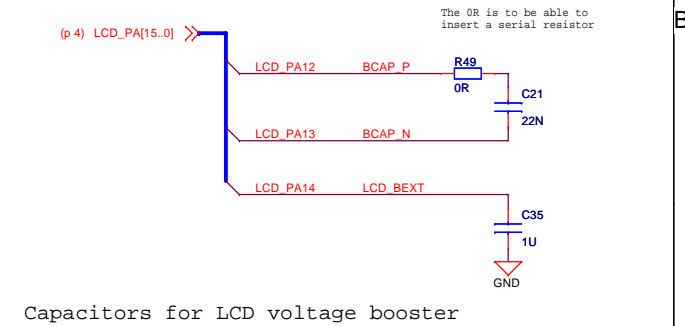 The 0R is to be able to
insert a serial resistor
B
(p 4) LCD_PA[15..0]
LCD_PA12 BCAP_P R49
0R
C21
22N
LCD_PA13 BCAP_N
LCD_PA14 LCD_BEXT
C35
1U
GND
Capacitors for LCD voltage booster